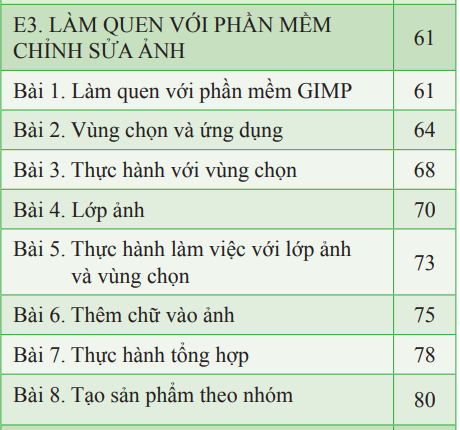 E3. LÀM QUEN VỚI PHẦN MỀM
CHỈNH SỬA ẢNH 61
Bài 1. Làm quen với phần mềm GIMP 61
Bài 2. Vùng chọn và ứng dụng 64
Bài 3. Thực hành với vùng chọn 68
Bài 4. Lớp ảnh 70
Bài 5. Thực hành làm việc với lớp ảnh
và vùng chọn 73
Bài 6. Thêm chữ vào ảnh 75
Bài 7. Thực hành tổng hợp 78
Bài 8. Tạo sản phẩm theo nhóm 80